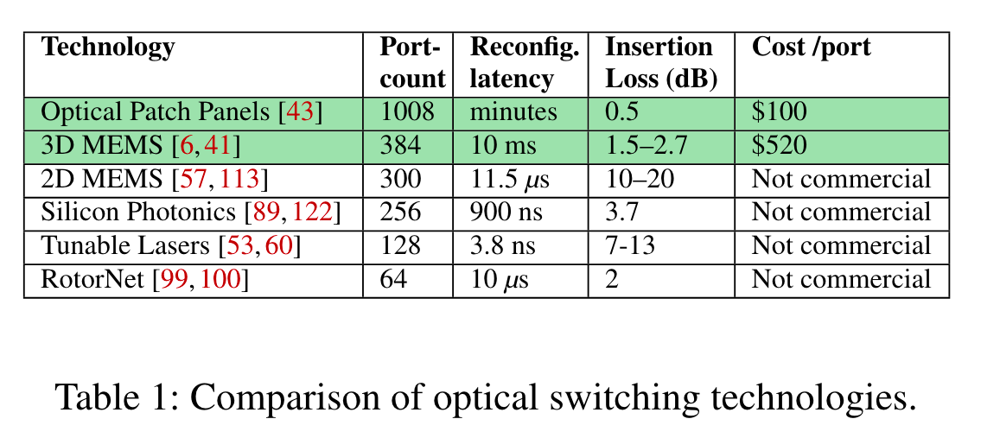 Technology Port-count Reconfig. latency Insertion Loss (dB) Cost /port
Optical Patch Panels [43] 1008 minutes 0.5 $100
3D MEMS [6,41] 384 10 ms 1.5–2.7 $520
2D MEMS [57,113] 300 11.5 μs 10–20 Not commercial
Silicon Photonics [89,122] 256 900 ns 3.7 Not commercial
Tunable Lasers [53,60] 128 3.8 ns 7-13 Not commercial
RotorNet [99,100] 64 10 μs 2 Not commercial
Table 1: Comparison of optical switching technologies.